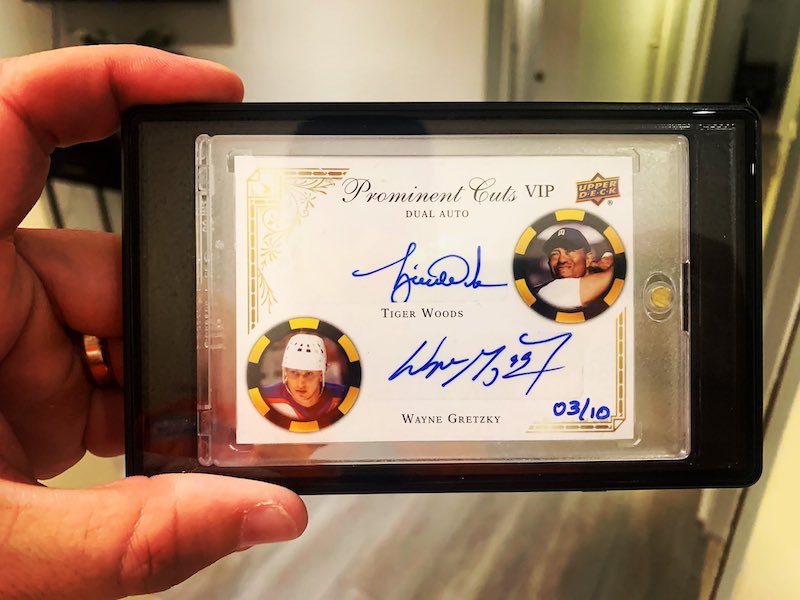 Prominent Cuts VIP
DUAL AUTO
UPPER
DECK
®
TIGER WOODS
WAYNE GRETZKY
03/10